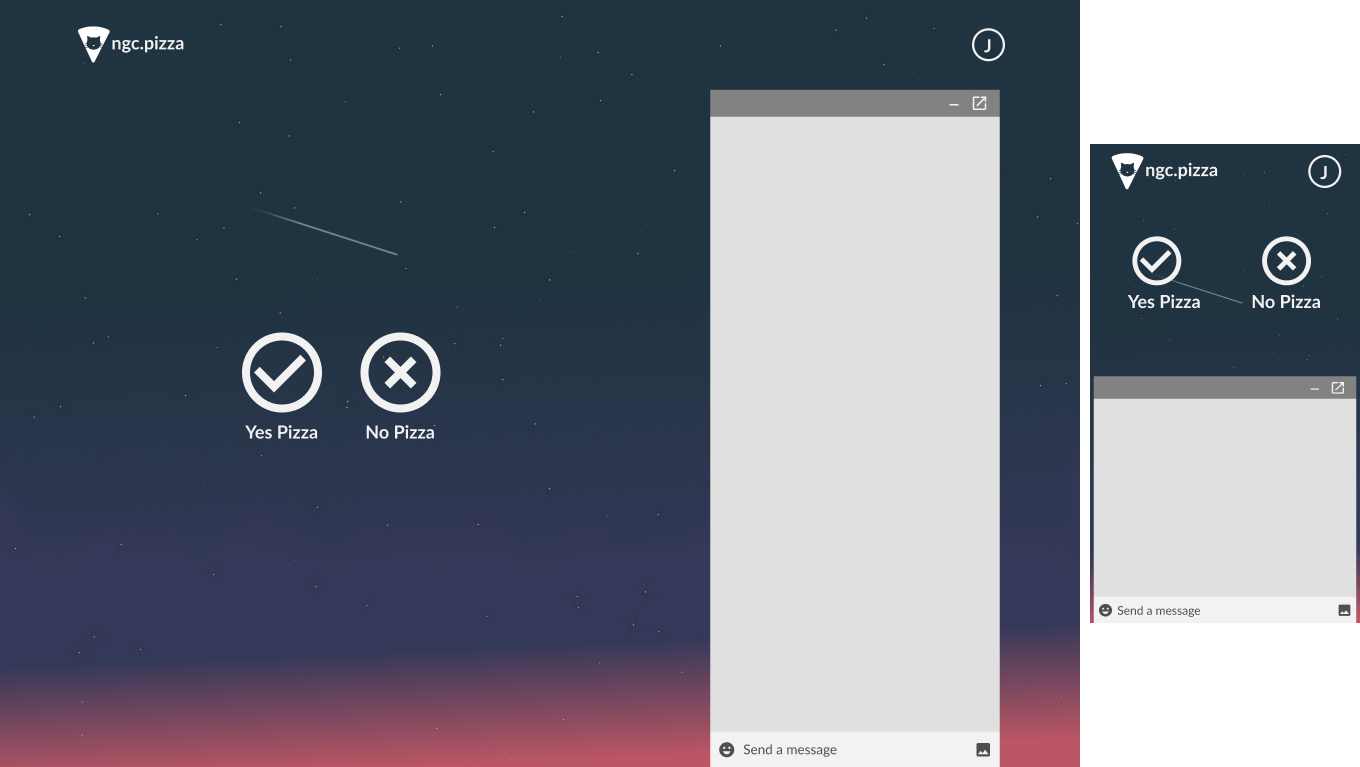 ngc.pizza
J
Yes Pizza
No Pizza
Send a message
ngc.pizza
J
Yes Pizza
No Pizza
Send a message